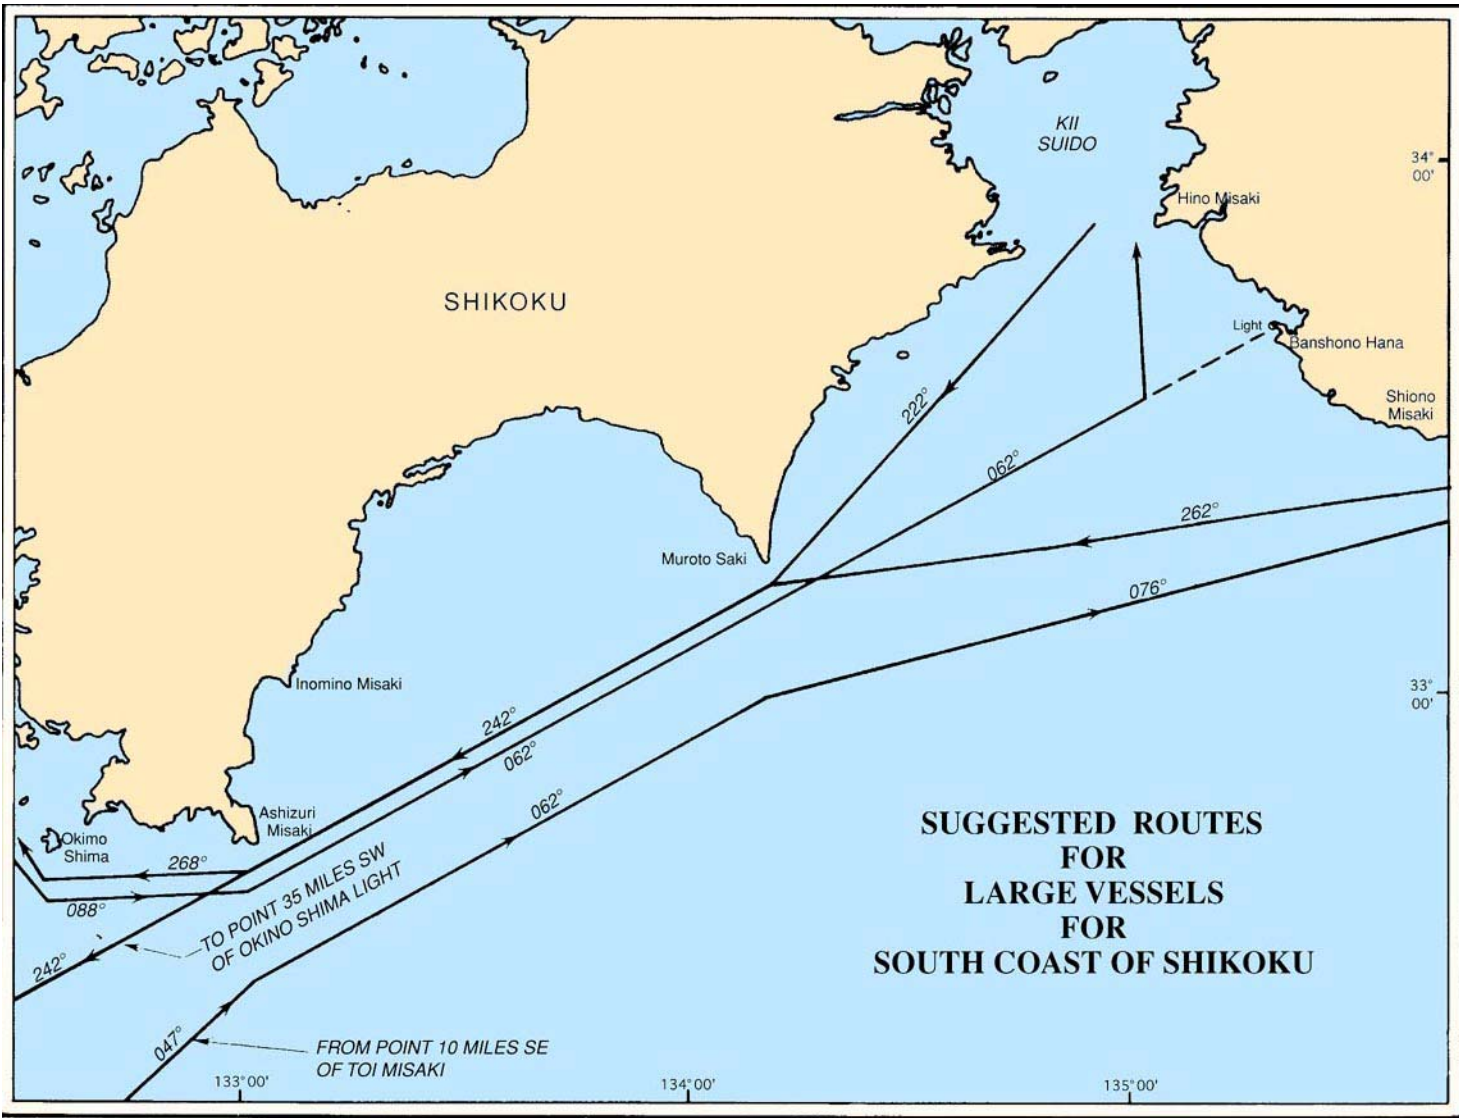 KII
SUIDO
34°
00'
Hino Misaki
SHIKOKU
Light
Banshono Hana
Shiono
Misaki
222°
062°
262°
Muroto Saki
076°
Inomino Misaki
33°
00'
242°
062°
062°
Ashizuri
Misaki
Okimo
Shima
268°
088°
TO POINT 35 MILES SW
OF OKINO SHIMA LIGHT
242°
SUGGESTED ROUTES
FOR
LARGE VESSELS
FOR
SOUTH COAST OF SHIKOKU
047°
FROM POINT 10 MILES SE
OF TOI MISAKI
133°00'
134°00'
135°00'